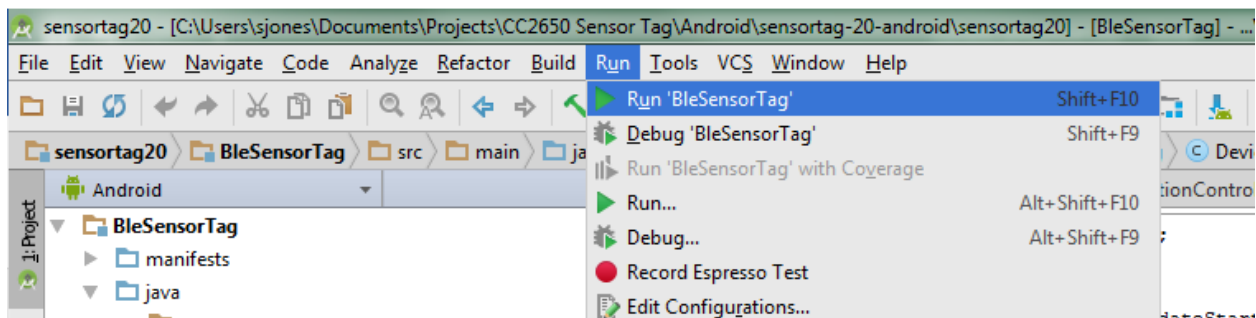 sensortag20 - [C:\Users\sjones\Documents\Projects\CC2650 Sensor Tag\Android\sensortag-20-android\sensortag20] - [BleSensorTag] - ...\
File Edit View Navigate Code Analyze Refactor Build Run Tools VCS Window Help
Run 'BleSensorTag' Shift+F10
Debug 'BleSensorTag' Shift+F9
sensortag20 BleSensorTag src main ja C Devi
Run 'BleSensorTag' with Coverage
Android tionContro
Run... Alt+Shift+F10
1: Project
BleSensorTag
Debug... Alt+Shift+F9 ;
manifests
Record Espresso Test
java
Edit Configurations...